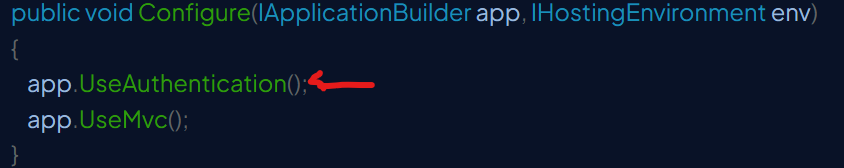 public void Configure(IApplicationBuilder app, IHostingEnvironment env)
{
app.UseAuthentication();
app.UseMvc();
}